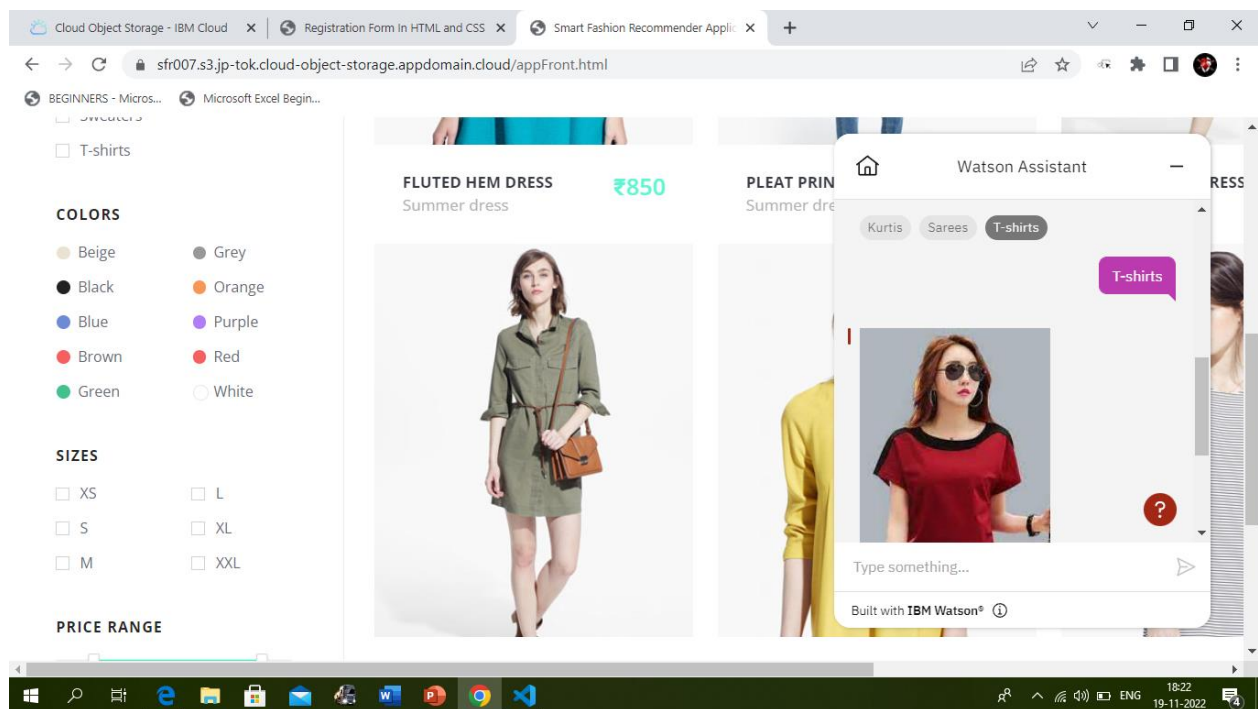 Cloud Object Storage - IBM Cloud
Registration Form In HTML and CSS
Smart Fashion Recommender Applic
sfr007.s3.jp-tok.cloud-object-storage.appdomain.cloud/appFront.html
BEGINNERS - Micros...
Microsoft Excel Begin...
Sweaters
T-shirts
COLORS
Beige
Grey
Black
Orange
Blue
Purple
Brown
Red
Green
White
SIZES
XS
L
S
XL
M
XXL
PRICE RANGE
FLUTED HEM DRESS
₹850
Summer dress
PLEAT PRIN
Summer dre
RESS
Watson Assistant
Kurtis
Sarees
T-shirts
T-shirts
?
Type something...
Built with IBM Watson®
ENG
18:22
19-11-2022
4